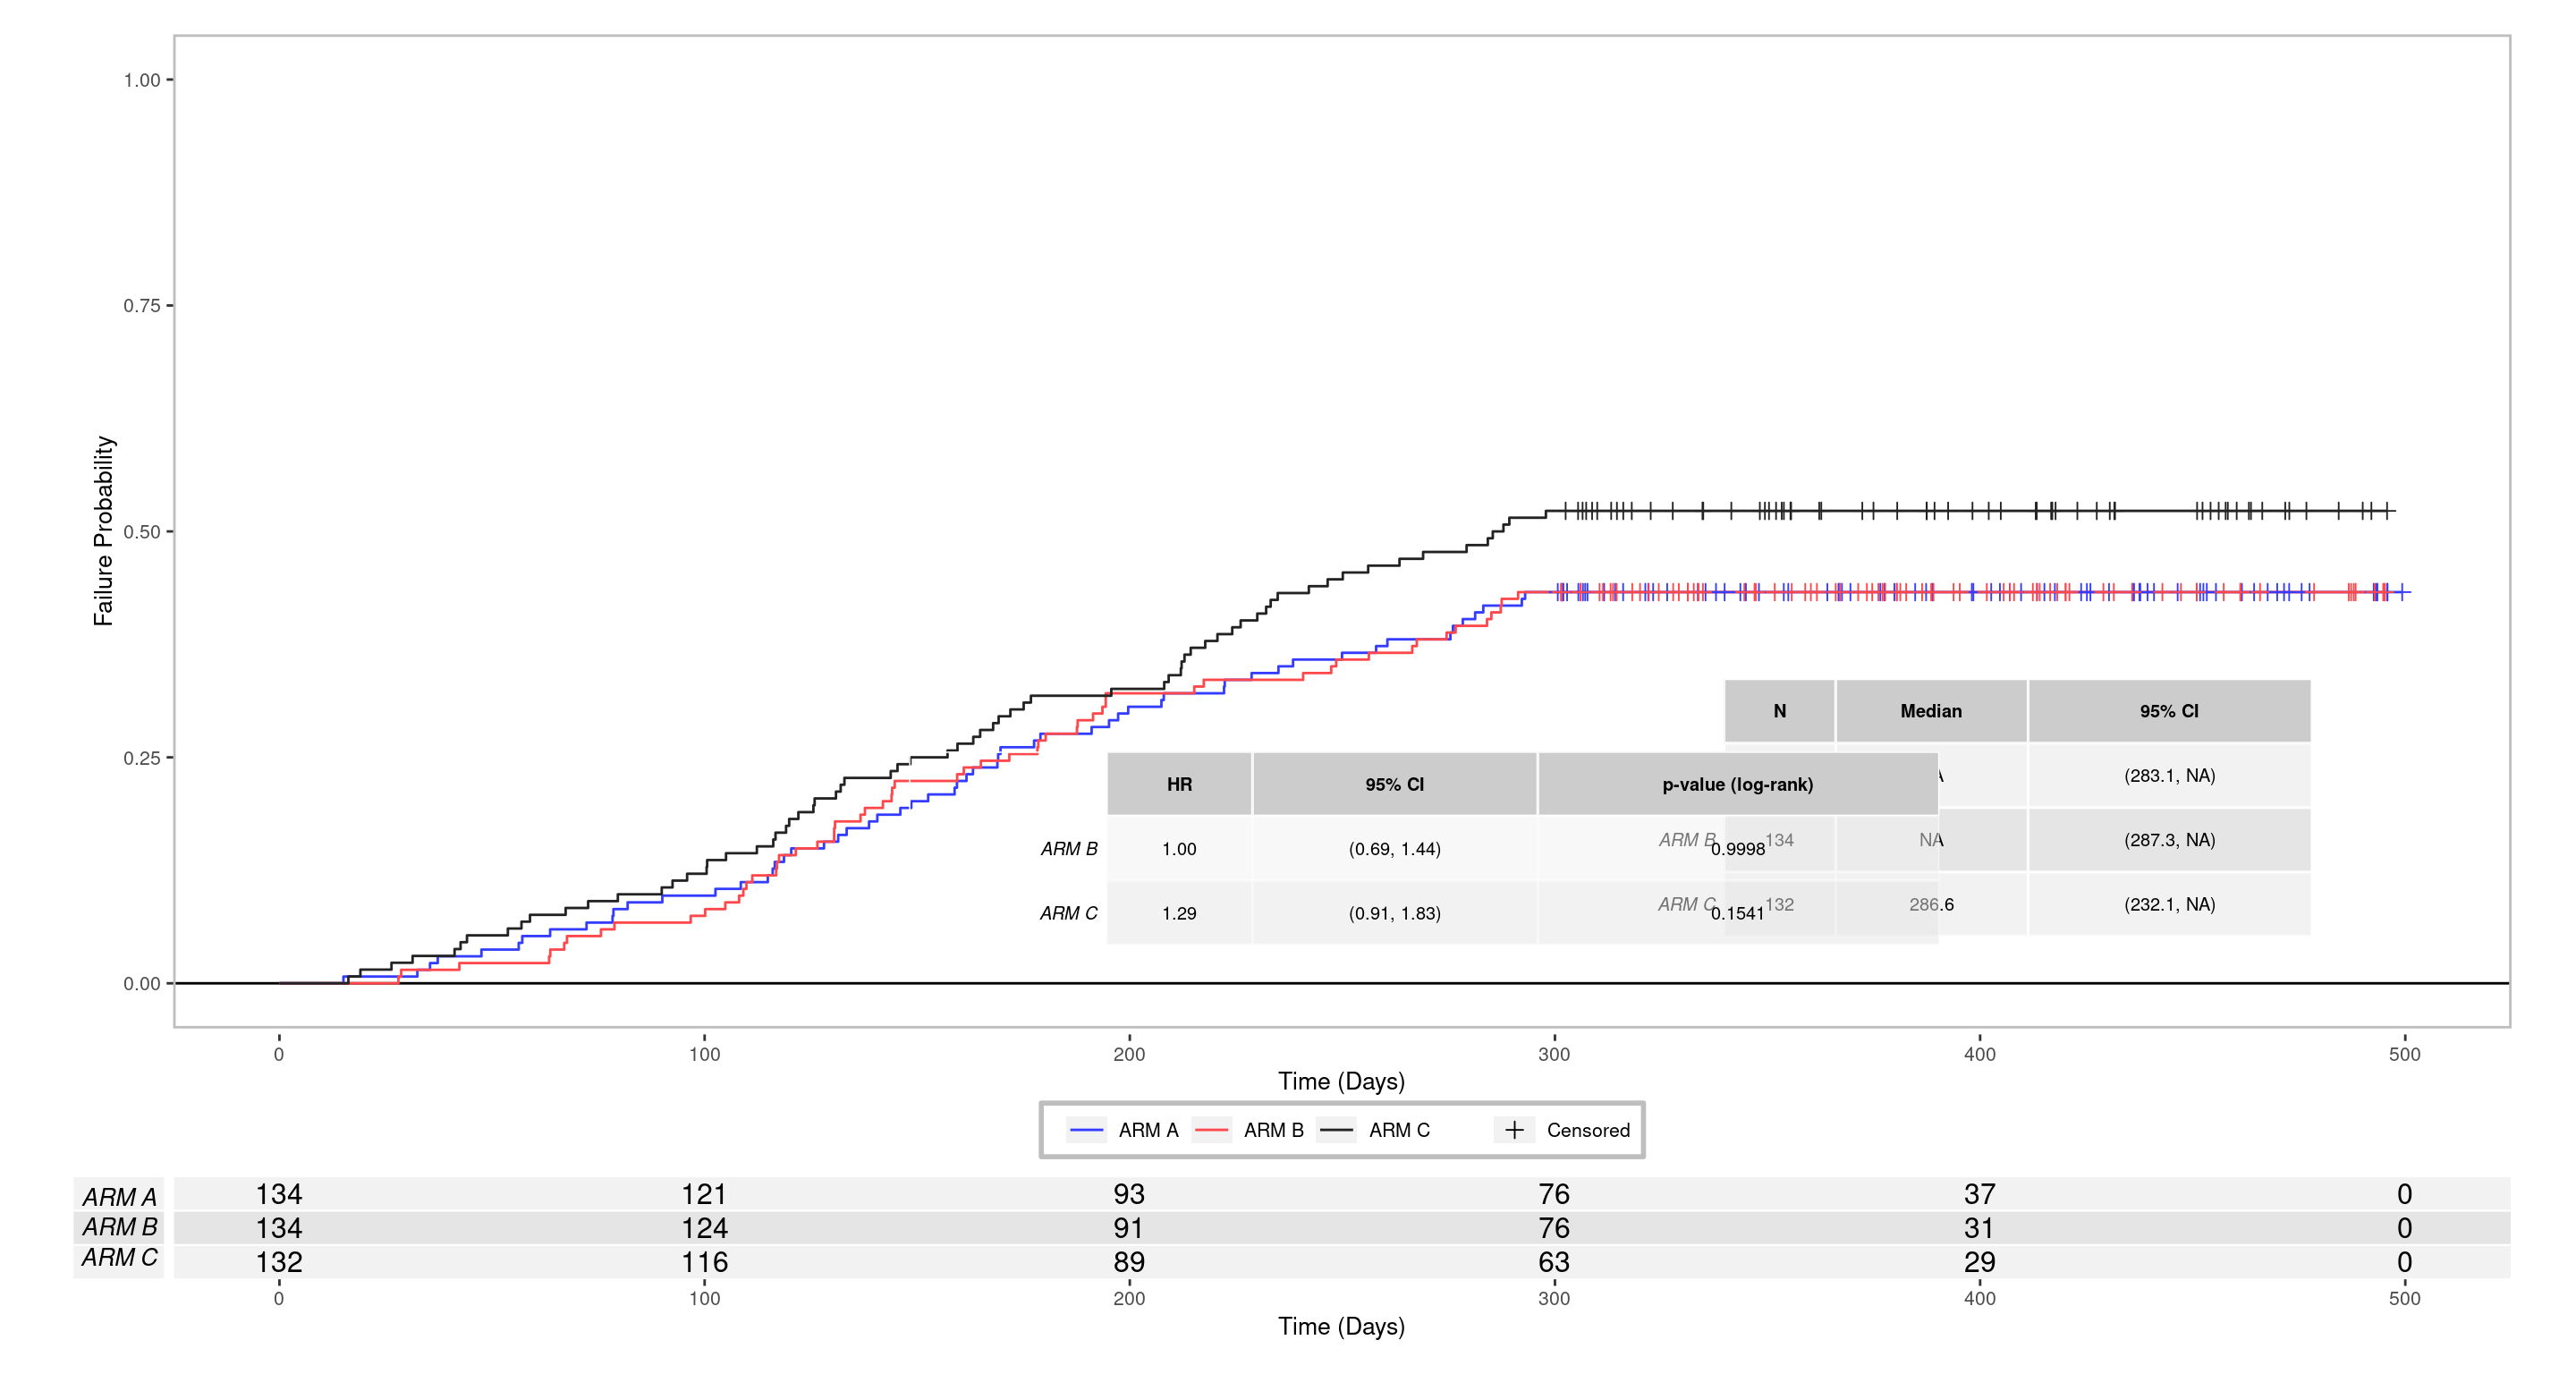 1.00
0.75
0.50
0.25
0.00
Failure Probability
N Median 95% CI
A (283.1, NA)
ARM B 134 NA (287.3, NA)
ARM C 132 286.6 (232.1, NA)
HR 95% CI p-value (log-rank)
ARM B 1.00 (0.69, 1.44) 0.9998
ARM C 1.29 (0.91, 1.83) 0.1541
0 100 200 300 400 500
Time (Days)
ARM A ARM B ARM C Censored
ARM A 134 121 93 76 37 0
ARM B 134 124 91 76 31 0
ARM C 132 116 89 63 29 0
0 100 200 300 400 500
Time (Days)